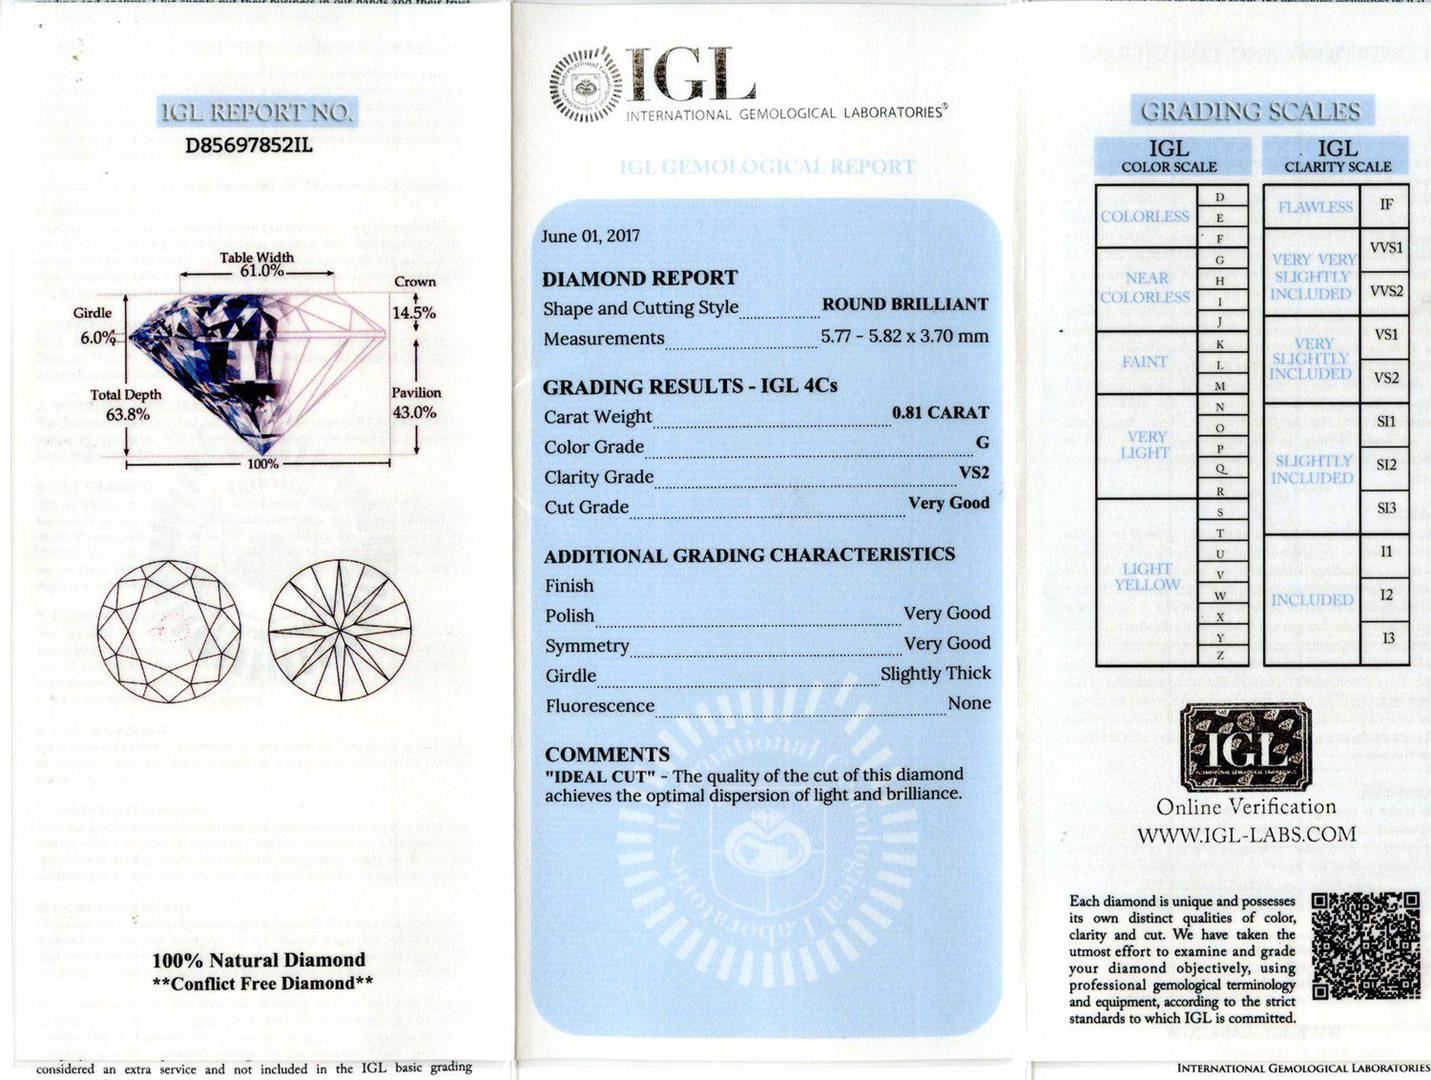 IGL REPORT NO.
D85697852IL
Table Width
61.0%
Crown
14.5%
Girdle
6.0%
Total Depth
63.8%
Pavilion
43.0%
100%
100% Natural Diamond
**Conflict Free Diamond**
considered an extra service and not included in the IGL basic grading
IGL
INTERNATIONAL GEMOLOGICAL LABORATORIES®
IGL GEMOLOGICAL REPORT
June 01, 2017
DIAMOND REPORT
Shape and Cutting Style ROUND BRILLIANT
Measurements 5.77 - 5.82 x 3.70 mm
GRADING RESULTS - IGL 4Cs
Carat Weight 0.81 CARAT
Color Grade G
Clarity Grade VS2
Cut Grade Very Good
ADDITIONAL GRADING CHARACTERISTICS
Finish
Polish Very Good
Symmetry Very Good
Girdle Slightly Thick
Fluorescence None
COMMENTS
"IDEAL CUT" - The quality of the cut of this diamond
achieves the optimal dispersion of light and brilliance.
International Gemological Laboratories
GRADING SCALES
IGL
COLOR SCALE
COLORLESS
D
E
F
NEAR
COLORLESS
G
H
I
J
FAINT
K
L
M
VERY
LIGHT
N
O
P
Q
R
LIGHT
YELLOW
S
T
U
V
W
X
Y
Z
IGL
CLARITY SCALE
FLAWLESS
IF
VERY VERY
SLIGHTLY
INCLUDED
VVS1
VVS2
VERY
SLIGHTLY
INCLUDED
VS1
VS2
SLIGHTLY
INCLUDED
SI1
SI2
SI3
INCLUDED
I1
I2
I3
IGL
INTERNATIONAL GEMOLOGICAL LABORATORIES
Online Verification
WWW.IGL-LABS.COM
Each diamond is unique and possesses
its own distinct qualities of color,
clarity and cut. We have taken the
utmost effort to examine and grade
your diamond objectively, using
professional gemological terminology
and equipment, according to the strict
standards to which IGL is committed.
INTERNATIONAL GEMOLOGICAL LABORATORIES